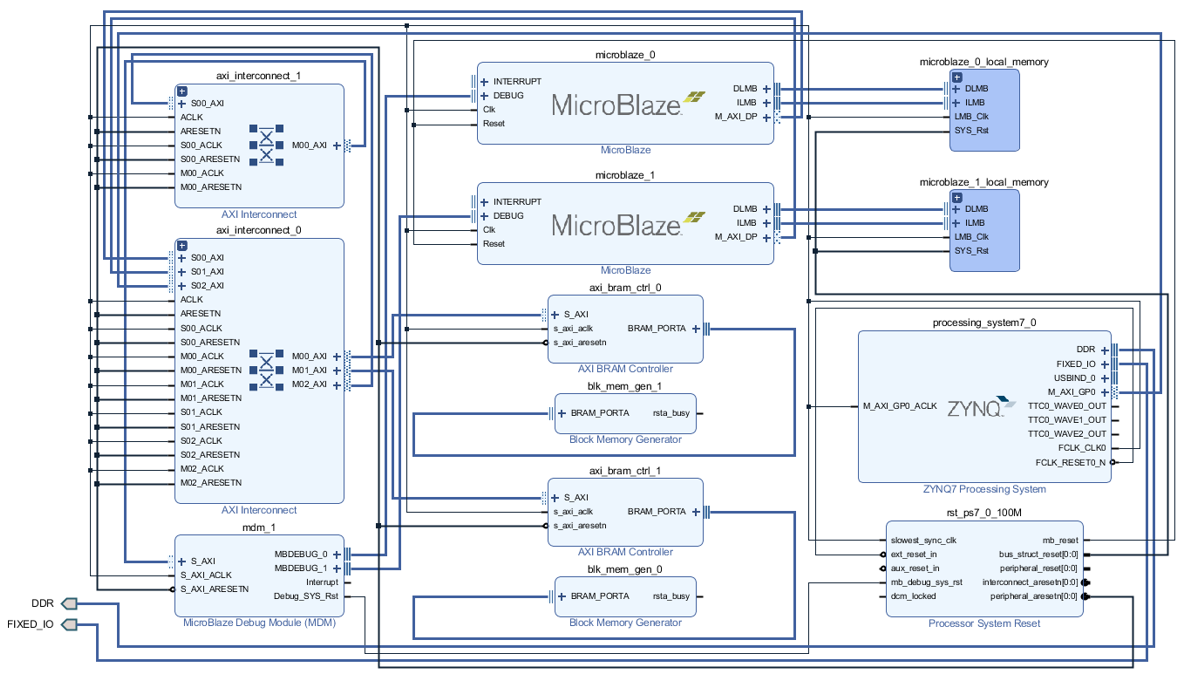 axi_interconnect_1
S00_AXI
ACLK
ARESETN
S00_ACLK
S00_ARESETN
M00_ACLK
M00_ARESETN
M00_AXI
AXI Interconnect
axi_interconnect_0
S00_AXI
S01_AXI
S02_AXI
ACLK
ARESETN
S00_ACLK
S00_ARESETN
M00_ACLK
M00_ARESETN
M01_ACLK
M01_ARESETN
S01_ACLK
S01_ARESETN
S02_ACLK
S02_ARESETN
M02_ACLK
M02_ARESETN
M00_AXI
M01_AXI
M02_AXI
AXI Interconnect
mdm_1
S_AXI
S_AXI_ACLK
S_AXI_ARESETN
MBDEBUG_0
MBDEBUG_1
Interrupt
Debug_SYS_Rst
MicroBlaze Debug Module (MDM)
DDR
FIXED_IO
microblaze_0
INTERRUPT
DEBUG
Clk
Reset
MicroBlaze
DLMB
ILMB
M_AXI_DP
MicroBlaze
microblaze_1
INTERRUPT
DEBUG
Clk
Reset
MicroBlaze
DLMB
ILMB
M_AXI_DP
MicroBlaze
axi_bram_ctrl_0
S_AXI
s_axi_aclk
s_axi_aresetn
BRAM_PORTA
AXI BRAM Controller
blk_mem_gen_1
BRAM_PORTA
rsta_busy
Block Memory Generator
axi_bram_ctrl_1
S_AXI
s_axi_aclk
s_axi_aresetn
BRAM_PORTA
AXI BRAM Controller
blk_mem_gen_0
BRAM_PORTA
rsta_busy
Block Memory Generator
microblaze_0_local_memory
DLMB
ILMB
LMB_Clk
SYS_Rst
microblaze_1_local_memory
DLMB
ILMB
LMB_Clk
SYS_Rst
processing_system7_0
M_AXI_GP0_ACLK
ZYNQ
DDR
FIXED_IO
USBIND_0
M_AXI_GP0
TTC0_WAVE0_OUT
TTC0_WAVE1_OUT
TTC0_WAVE2_OUT
FCLK_CLK0
FCLK_RESET0_N
ZYNQ7 Processing System
rst_ps7_0_100M
slowest_sync_clk
ext_reset_in
aux_reset_in
mb_debug_sys_rst
dcm_locked
mb_reset
bus_struct_reset[0:0]
peripheral_reset[0:0]
interconnect_aresetn[0:0]
peripheral_aresetn[0:0]
Processor System Reset